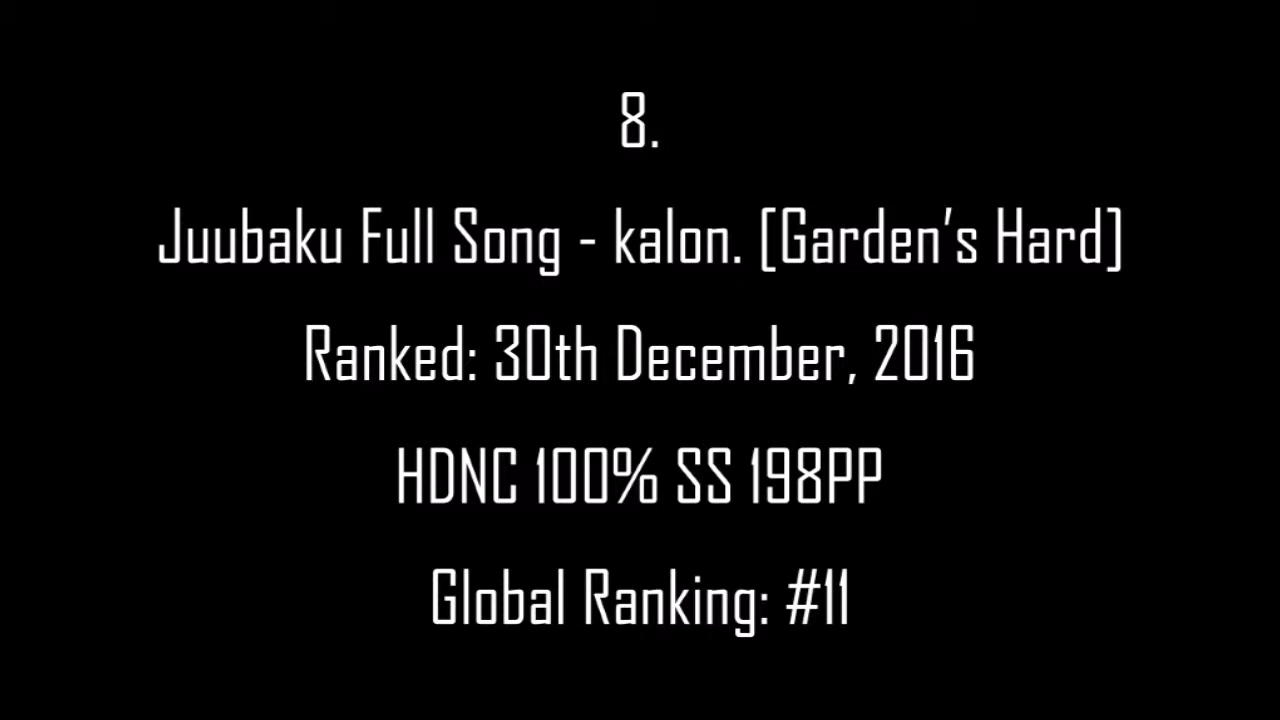 8.
Juubaku Full Song - kalon. [Garden’s Hard]
Ranked: 30th December, 2016
HDNC 100% SS 198PP
Global Ranking: #11